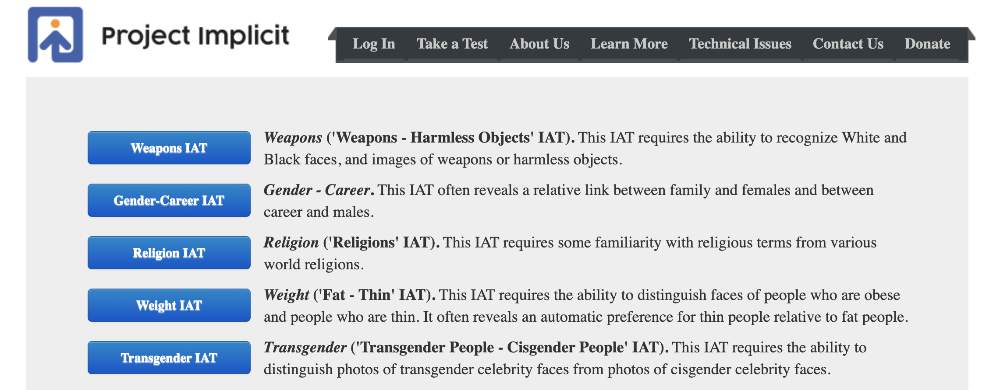 Project Implicit
Log In Take a Test About Us Learn More Technical Issues Contact Us Donate
Weapons IAT
Weapons ('Weapons - Harmless Objects' IAT). This IAT requires the ability to recognize White and
Black faces, and images of weapons or harmless objects.
Gender-Career IAT
Gender - Career. This IAT often reveals a relative link between family and females and between
career and males.
Religion IAT
Religion ('Religions' IAT). This IAT requires some familiarity with religious terms from various
world religions.
Weight IAT
Weight ('Fat - Thin' IAT). This IAT requires the ability to distinguish faces of people who are obese
and people who are thin. It often reveals an automatic preference for thin people relative to fat people.
Transgender IAT
Transgender ('Transgender People - Cisgender People' IAT). This IAT requires the ability to
distinguish photos of transgender celebrity faces from photos of cisgender celebrity faces.